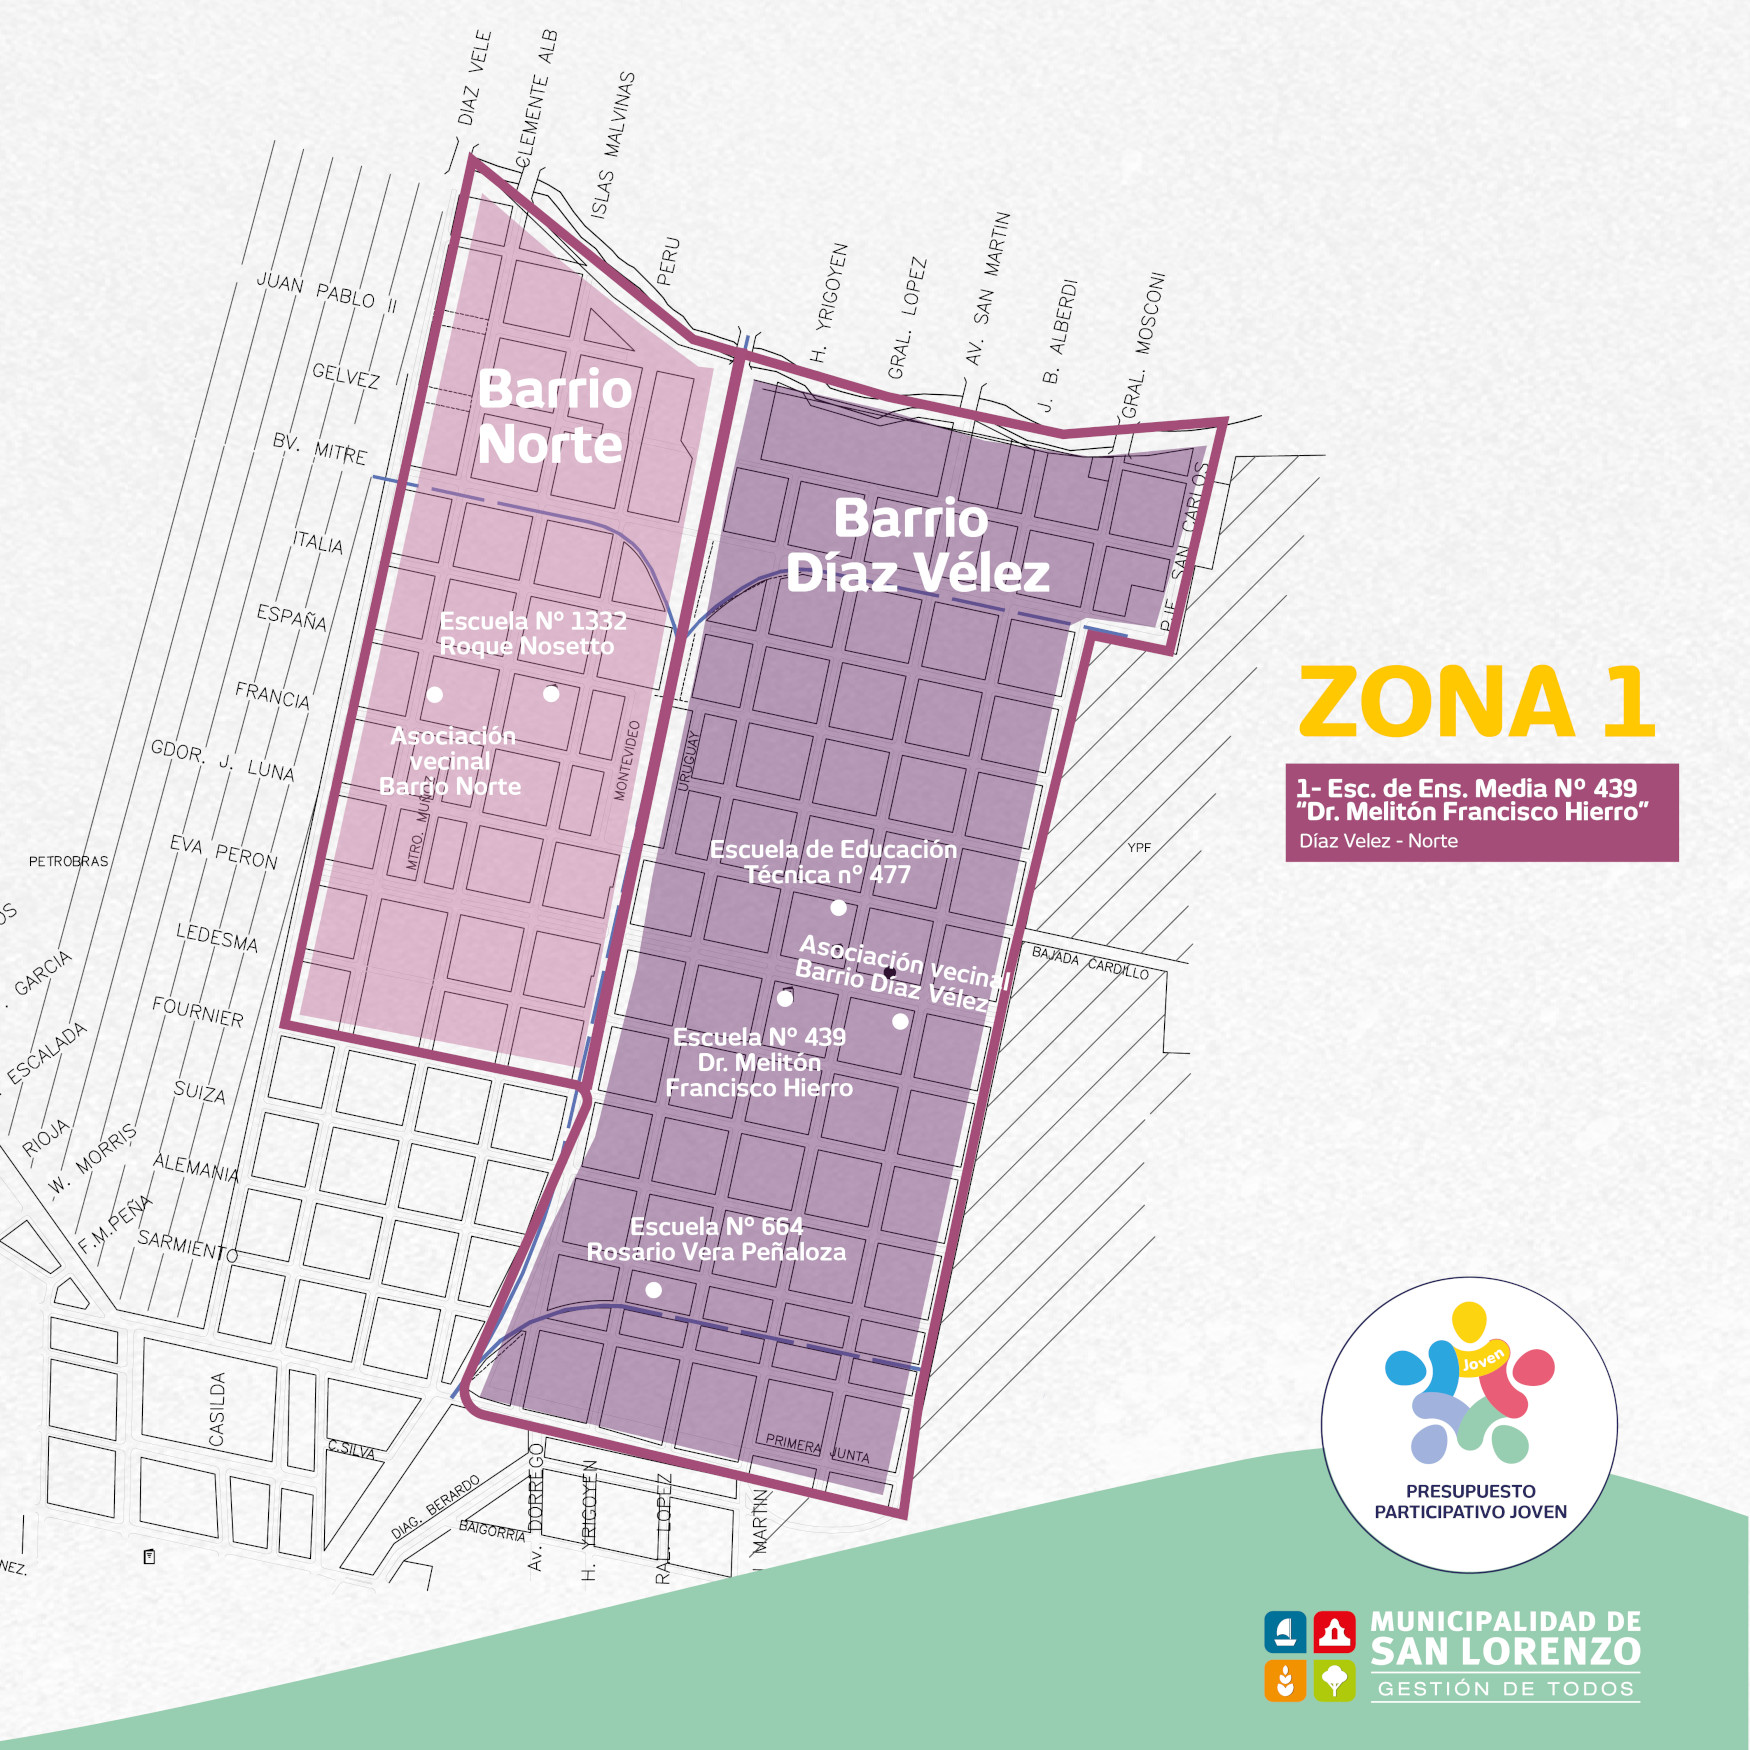 DIAZ VELE
CLEMENTE ALB
ISLAS MALVINAS
PERU
H. YRIGOYEN
GRAL. LOPEZ
AV. SAN MARTIN
J. B. ALBERDI
GRAL. MOSCONI
JUAN PABLO II
GELVEZ
BV. MITRE
ITALIA
ESPAÑA
FRANCIA
GDOR. J. LUNA
EVA PERON
PETROBRAS
LEDESMA
FOURNIER
SUIZA
ALEMANIA
SARMIENTO
OS
. GARCIA
ESCALADA
RIOJA
W. MORRIS
F.M.PEÑA
Barrio
Norte
Barrio
Díaz Vélez
SAN CARLOS
Escuela Nº 1332
Roque Nosetto
Asociación
vecinal
Barrio Norte
MTRO. MUÑIZ
MONTEVIDEO
URUGUAY
Escuela de Educación
Técnica nº 477
Asociación vecinal
Barrio Díaz Vélez
Escuela Nº 439
Dr. Melitón
Francisco Hierro
Escuela Nº 664
Rosario Vera Peñaloza
YPF
BAJADA CARDILLO
PRIMERA JUNTA
CASILDA
C.SILVA
DIAG. BERARDO
BAIGORRIA
AV. DORREGO
H. YRIGOYEN
RAL. LOPEZ
MARTIN
NEZ.
ZONA 1
1- Esc. de Ens. Media Nº 439
“Dr. Melitón Francisco Hierro”
Díaz Velez - Norte
Joven
PRESUPUESTO
PARTICIPATIVO JOVEN
MUNICIPALIDAD DE
SAN LORENZO
GESTIÓN DE TODOS